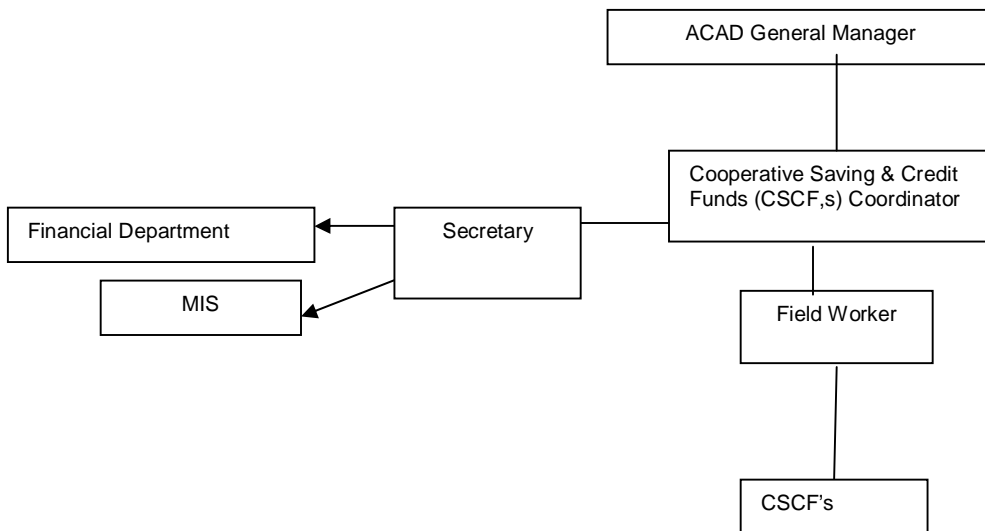 ACAD General Manager
Cooperative Saving & Credit
Funds (CSCF,s) Coordinator
Secretary
Financial Department
MIS
Field Worker
CSCF's